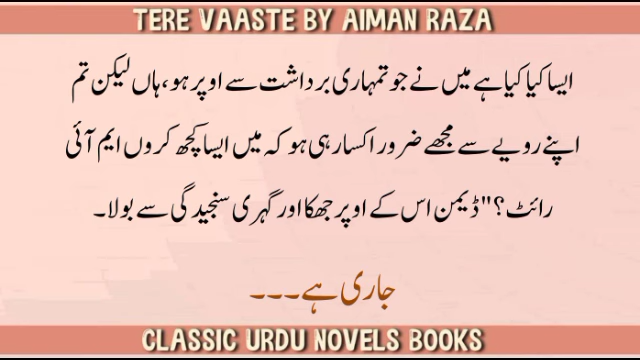 TERE VAASTE BY AIMAN RAZA
ایسا کیا کیا ہے میں نے جو تمہاری برداشت سے اوپر ہو، ہاں لیکن تم
اپنے رویے سے مجھے ضرور اکسا رہی ہو کہ میں ایسا کچھ کروں ایم آئی
رائٹ؟" ڈیمن اس کے اوپر جھکا اور گہری سنجیدگی سے بولا۔
جاری ہے۔۔۔
CLASSIC URDU NOVELS BOOKS